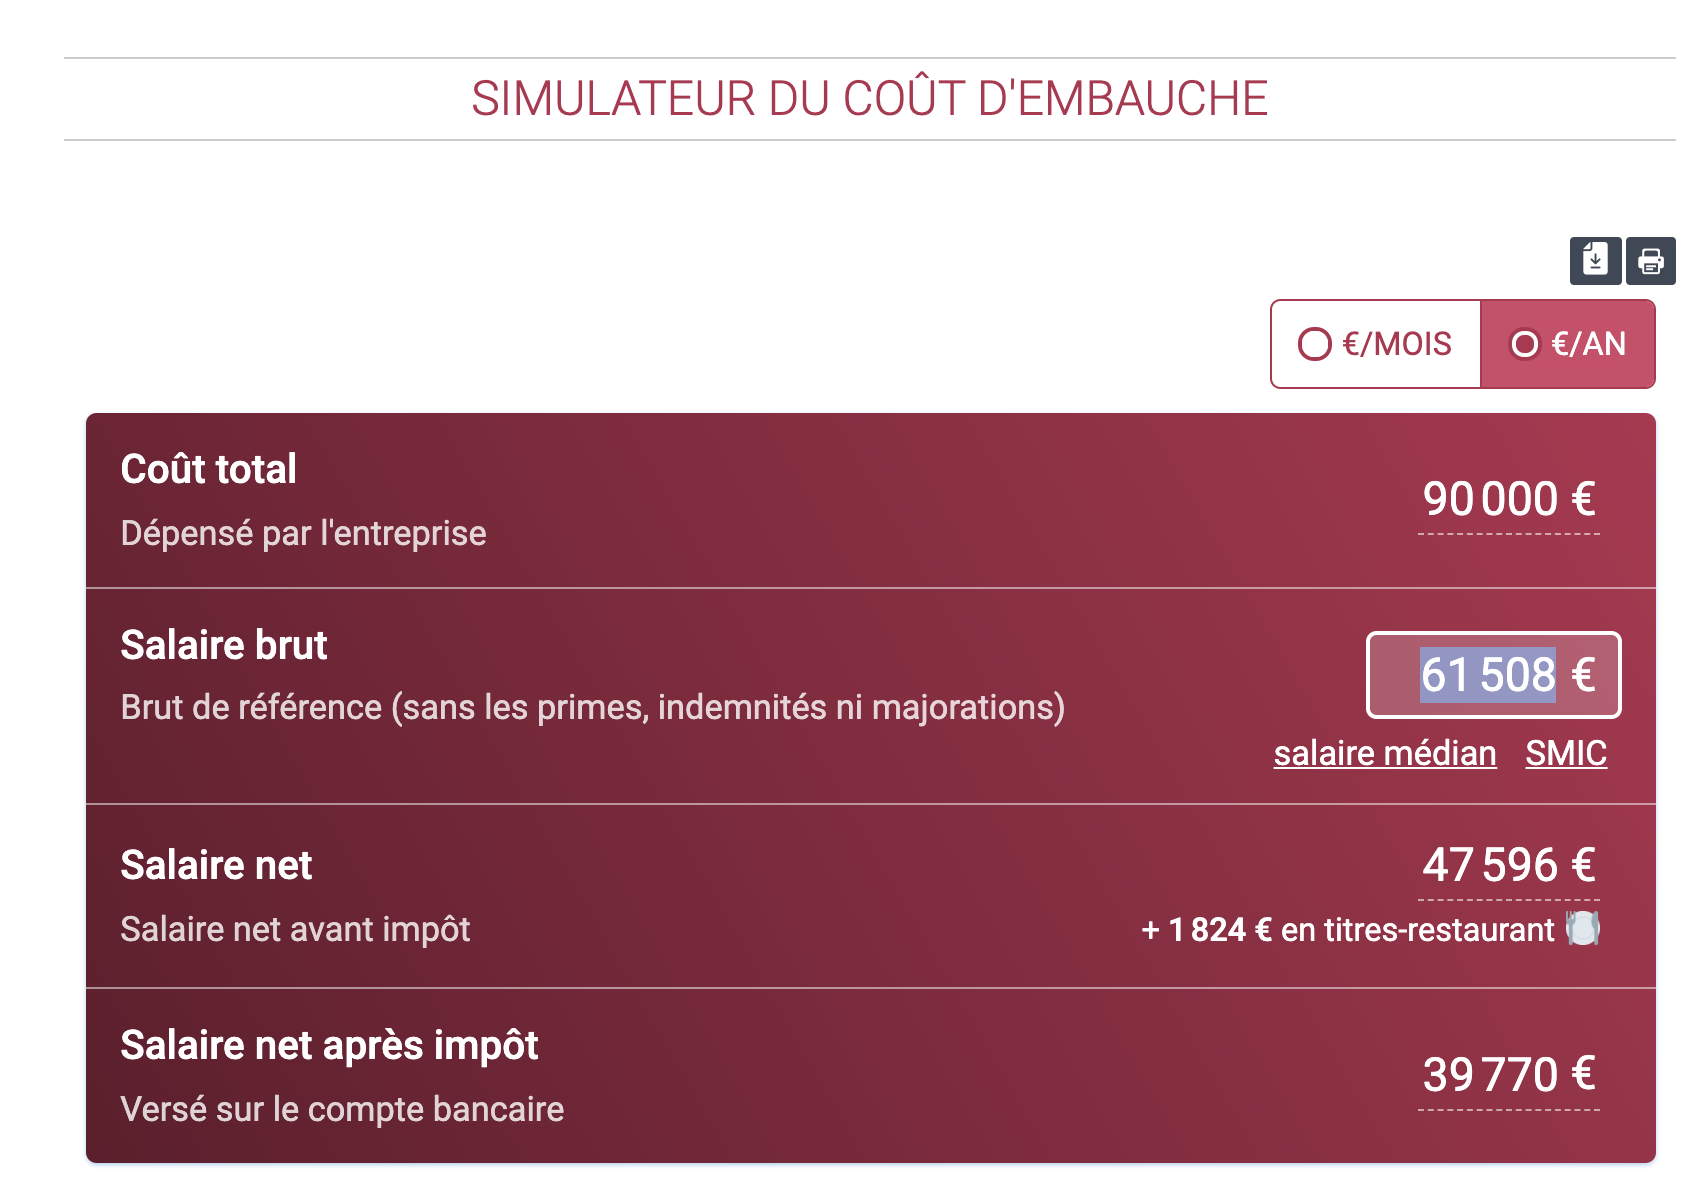 SIMULATEUR DU COÛT D'EMBAUCHE
€/MOIS €/AN
Coût total
90 000 €
Dépensé par l'entreprise
Salaire brut
61 508 €
Brut de référence (sans les primes, indemnités ni majorations)
salaire médian SMIC
Salaire net
47 596 €
Salaire net avant impôt
+ 1 824 € en titres-restaurant
Salaire net après impôt
39 770 €
Versé sur le compte bancaire